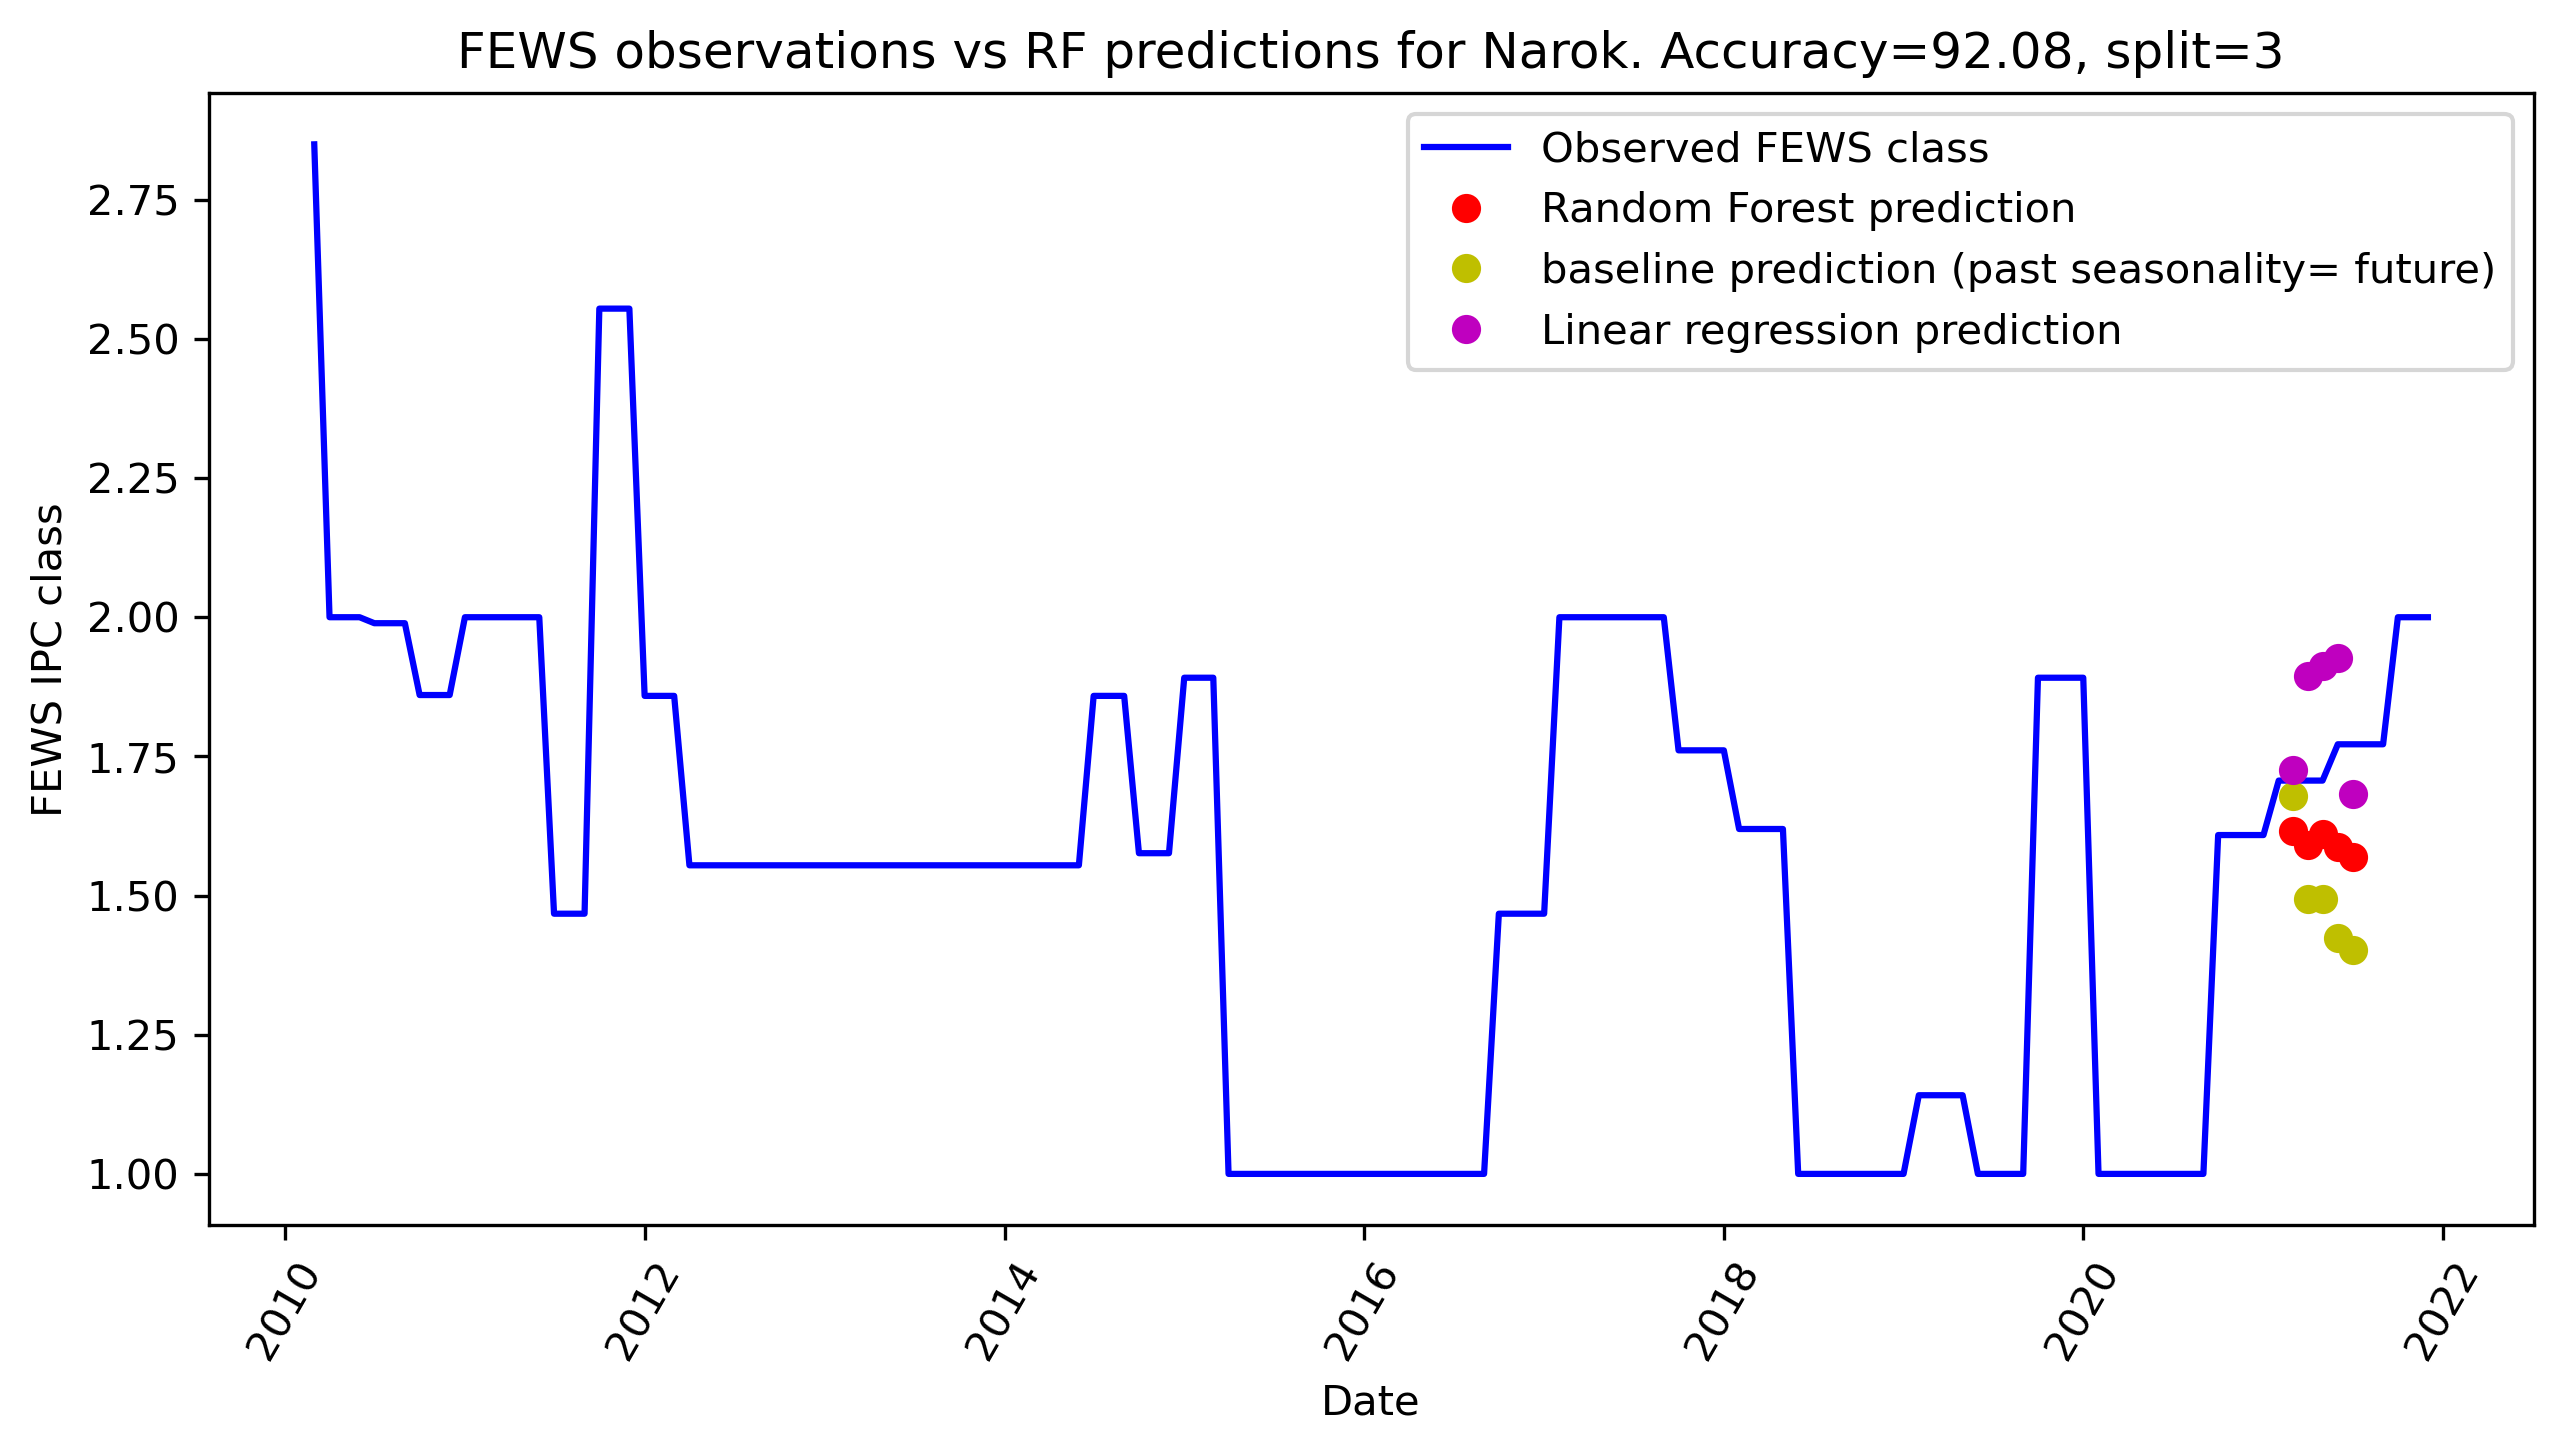 FEWS observations vs RF predictions for Narok. Accuracy=92.08, split=3
Observed FEWS class
Random Forest prediction
baseline prediction (past seasonality= future)
Linear regression prediction
FEWS IPC class
2.75
2.50
2.25
2.00
1.75
1.50
1.25
1.00
2010
2012
2014
2016
2018
2020
2022
Date